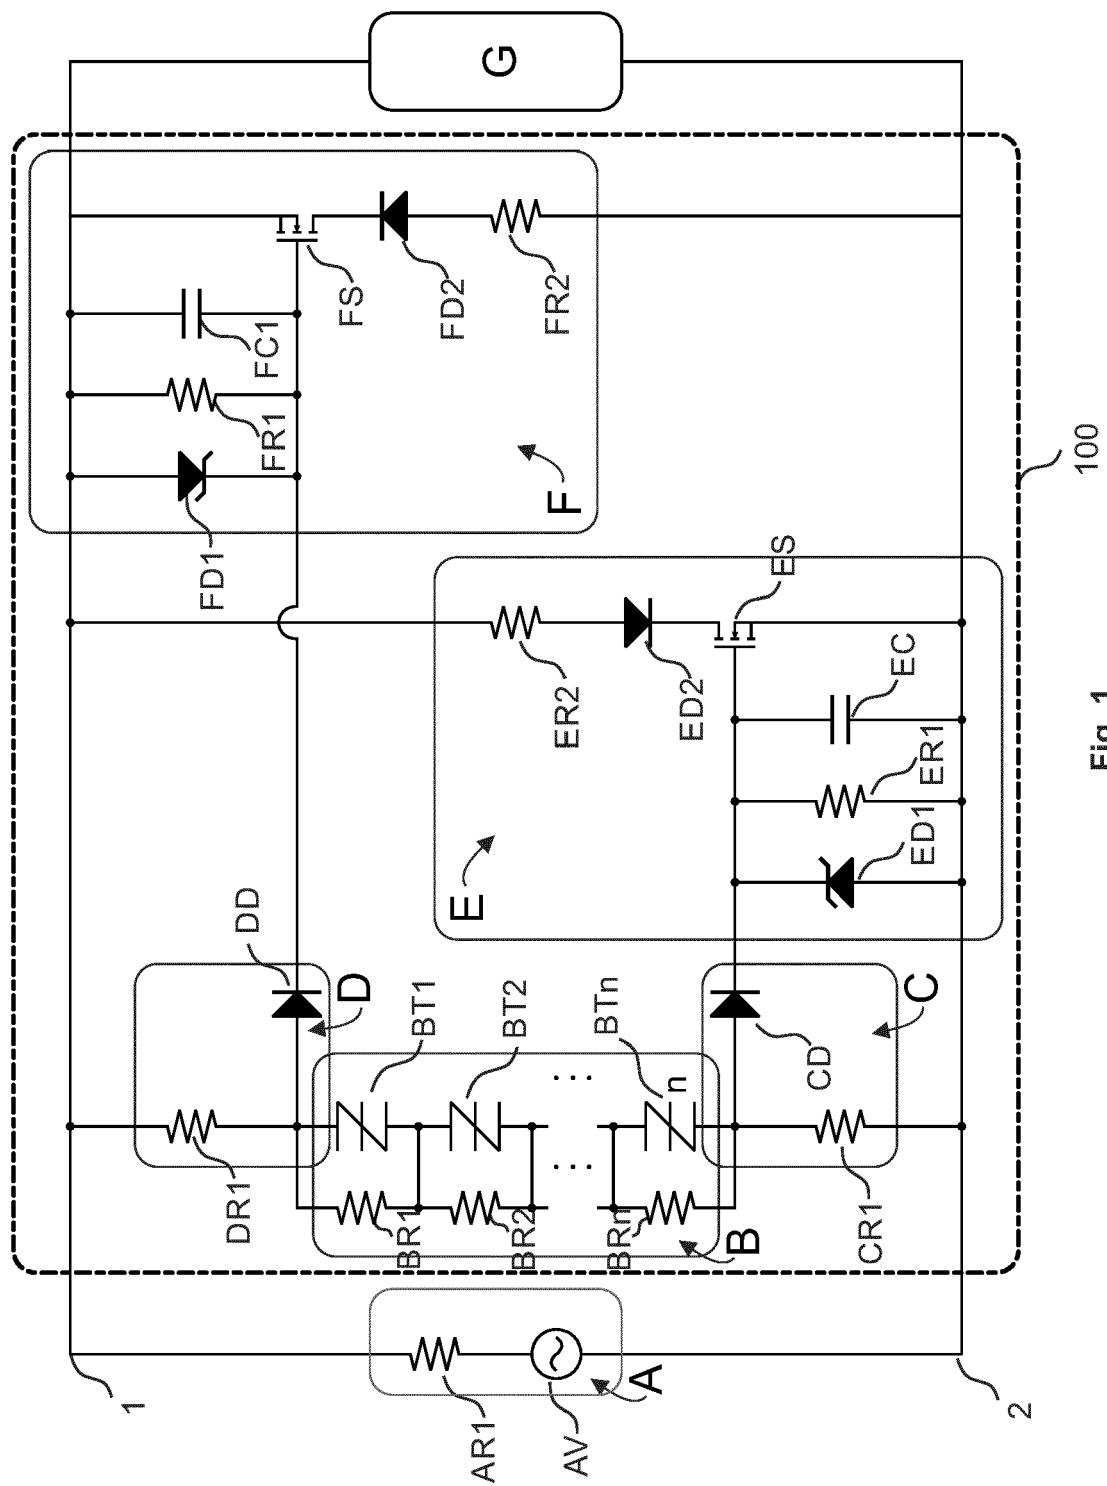 G
FS
FD2
FR2
FC1
FR1
FD1
F
100
ES
EC
ER1
ED1
ER2
ED2
E
DD
D
BT1
BT2
BTn
n
C
CD
DR1
BR1
BR2
BRn
B
CR1
1
A
AR1
AV
2
Fig. 1